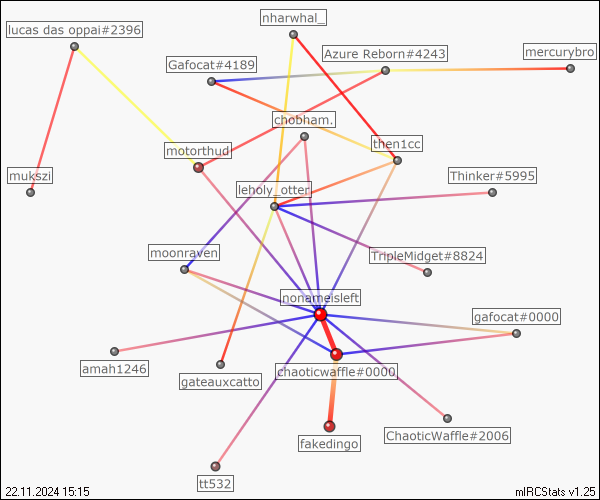 nharwhal_
lucas das oppai#2396
Azure Reborn#4243
mercurybro
Gafocat#4189
chobham.
then1cc
motorthud
mukszi
Thinker#5995
leholy_otter
moonraven
TripleMidget#8824
nonameisleft
gafocat#0000
amah1246
chaoticwaffle#0000
gateauxcatto
ChaoticWaffle#2006
fakedingo
tt532
22.11.2024 15:15
mIRCStats v1.25